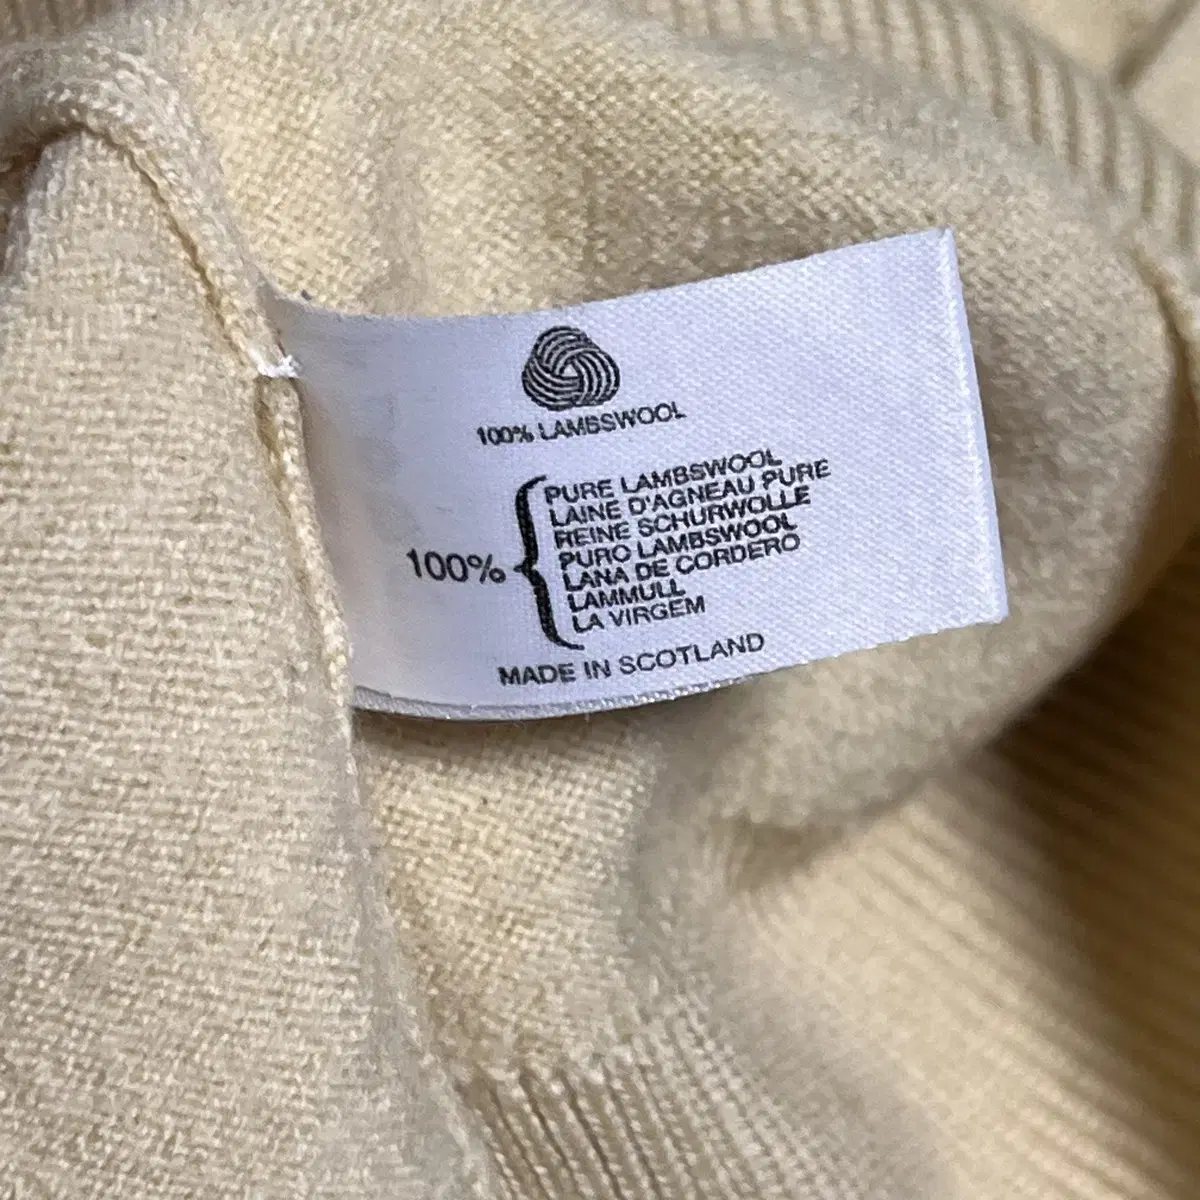 100% LAMBSWOOL
PURE LAMBSWOOL
LAINE D'AGNEAU PURE
REINE SCHURWOLLE
PURO LAMBSWOOL
100%
LANA DE CORDERO
LAMMULL
LA VIRGEM
MADE IN SCOTLAND